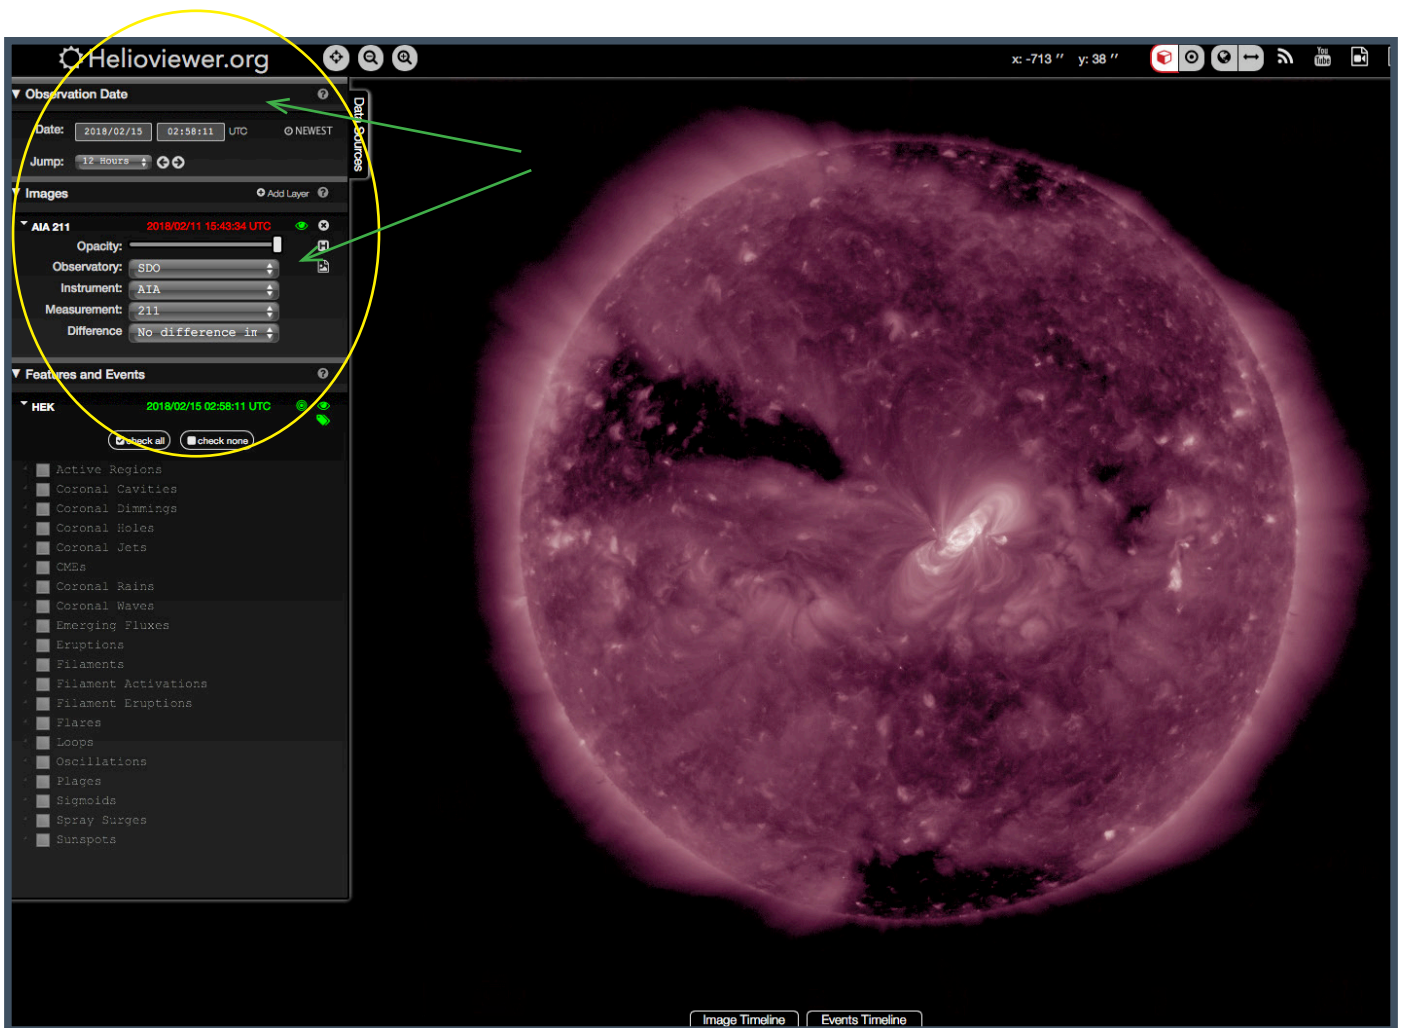 Helioviewer.org
x: -713 ″ y: 38 ″
You Tube
Observation Date
Date: 2018/02/15 02:58:11 UTC NEWEST
Jump: 12 Hours
Data Sources
Images Add Layer
AIA 211 2018/02/11 15:43:34 UTC
Opacity:
Observatory: SDO
Instrument: AIA
Measurement: 211
Difference No difference im
Features and Events
HEK 2018/02/15 02:58:11 UTC
check all check none
Active Regions
Coronal Cavities
Coronal Dimmings
Coronal Holes
Coronal Jets
CMEs
Coronal Rains
Coronal Waves
Emerging Fluxes
Eruptions
Filaments
Filament Activations
Filament Eruptions
Flares
Loops
Oscillations
Plages
Sigmoids
Spray Surges
Sunspots
Image Timeline Events Timeline